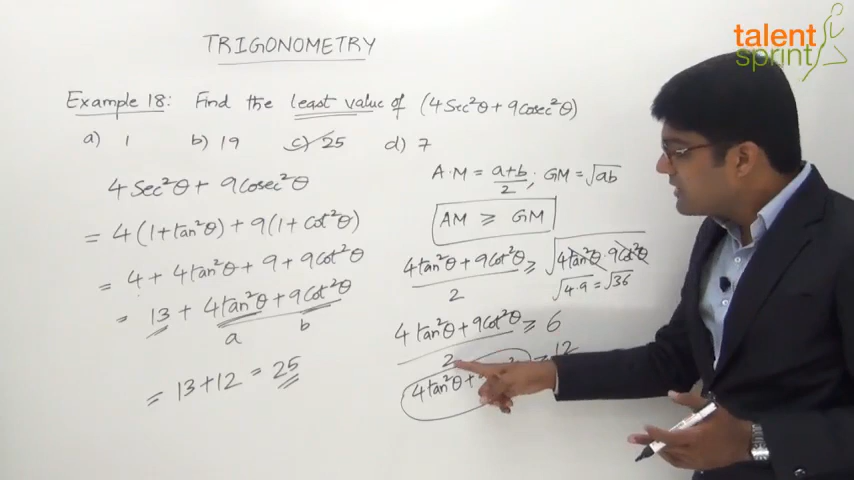 talent
sprint
TRIGONOMETRY
Example 18: Find the least value of (4Sec²θ + 9Cosec²θ)
a) 1 b) 19 c) 25 d) 7
4Sec²θ + 9Cosec²θ
= 4(1+tan²θ) + 9(1+Cot²θ)
= 4 + 4tan²θ + 9 + 9Cot²θ
= 13 + 4tan²θ + 9Cot²θ
a b
= 13+12 = 25
A.M = a+b/2 ; GM = √ab
AM ≥ GM
4tan²θ + 9Cot²θ/2 ≥ √4tan²θ · 9Cot²θ
√4·9 = √36
4tan²θ + 9Cot²θ/2 ≥ 6
4tan²θ + ≥ 12